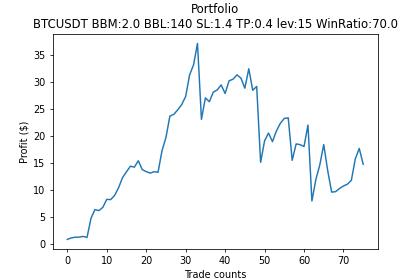 Portfolio
BTCUSDT BBM:2.0 BBL:140 SL:1.4 TP:0.4 lev:15 WinRatio:70.0
Profit ($)
35
30
25
20
15
10
5
0
0 10 20 30 40 50 60 70
Trade counts